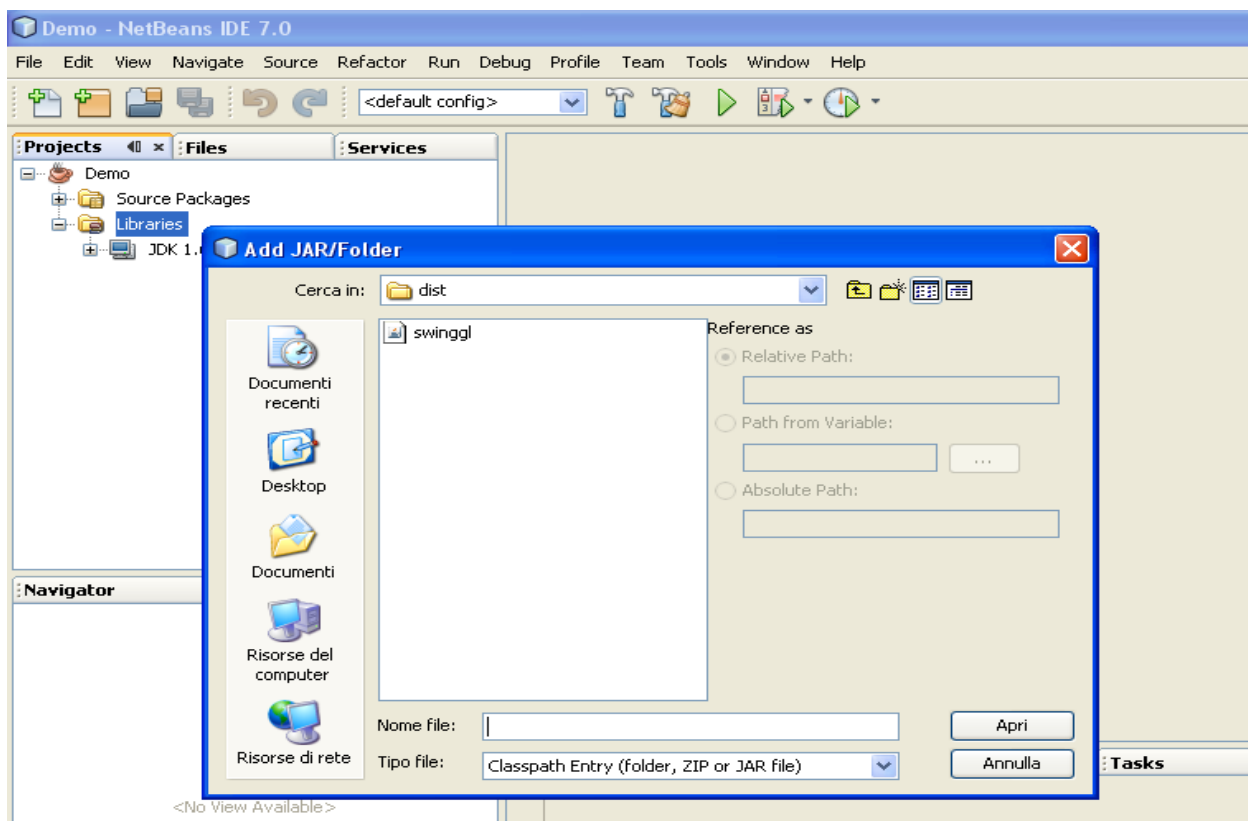 Demo - NetBeans IDE 7.0
File Edit View Navigate Source Refactor Run Debug Profile Team Tools Window Help
<default config>
Projects Files Services
Demo
Source Packages
Libraries
JDK 1.
Add JAR/Folder
Cerca in: dist
swinggl
Reference as
Relative Path:
Path from Variable:
...
Absolute Path:
Documenti recenti
Desktop
Documenti
Risorse del computer
Risorse di rete
Nome file:
Apri
Tipo file: Classpath Entry (folder, ZIP or JAR file)
Annulla
Navigator
<No View Available>
Tasks